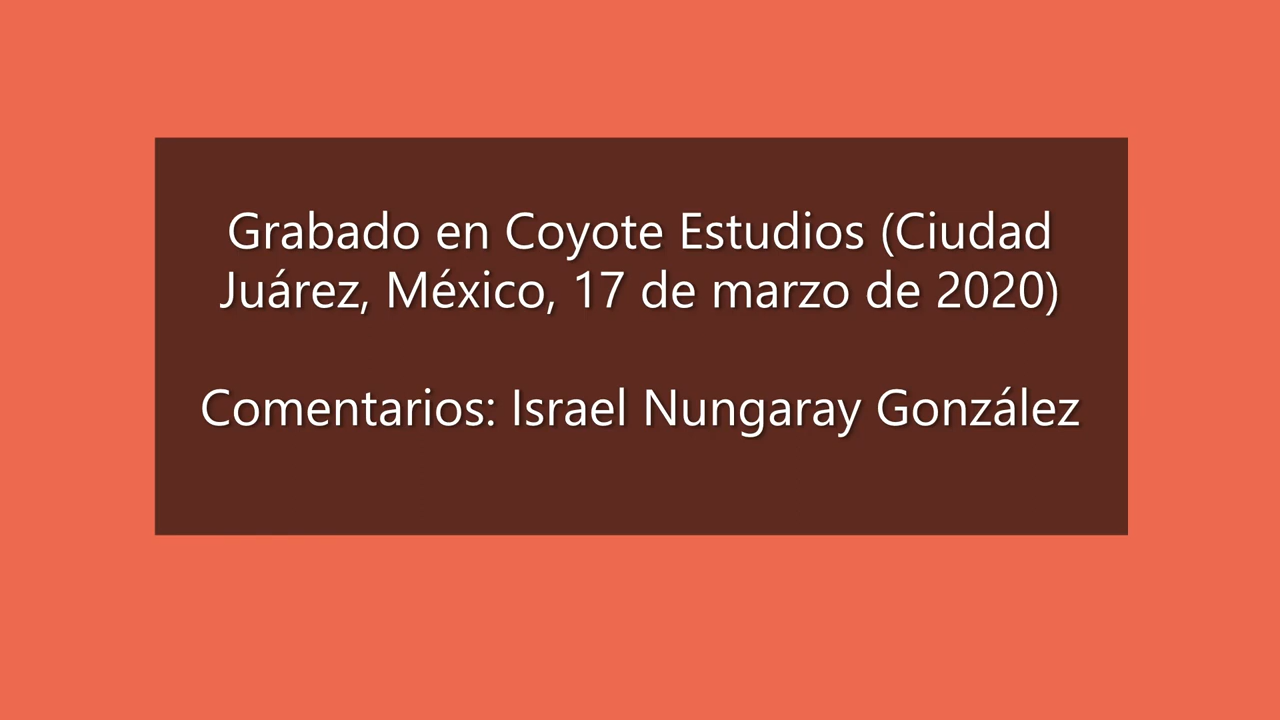 Grabado en Coyote Estudios (Ciudad
Juárez, México, 17 de marzo de 2020)
Comentarios: Israel Nungaray González